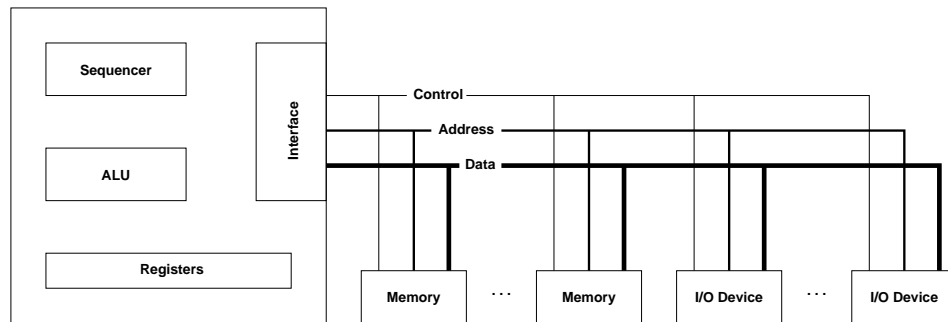 Sequencer
Interface
Control
Address
Data
ALU
Registers
Memory
...
Memory
I/O Device
...
I/O Device